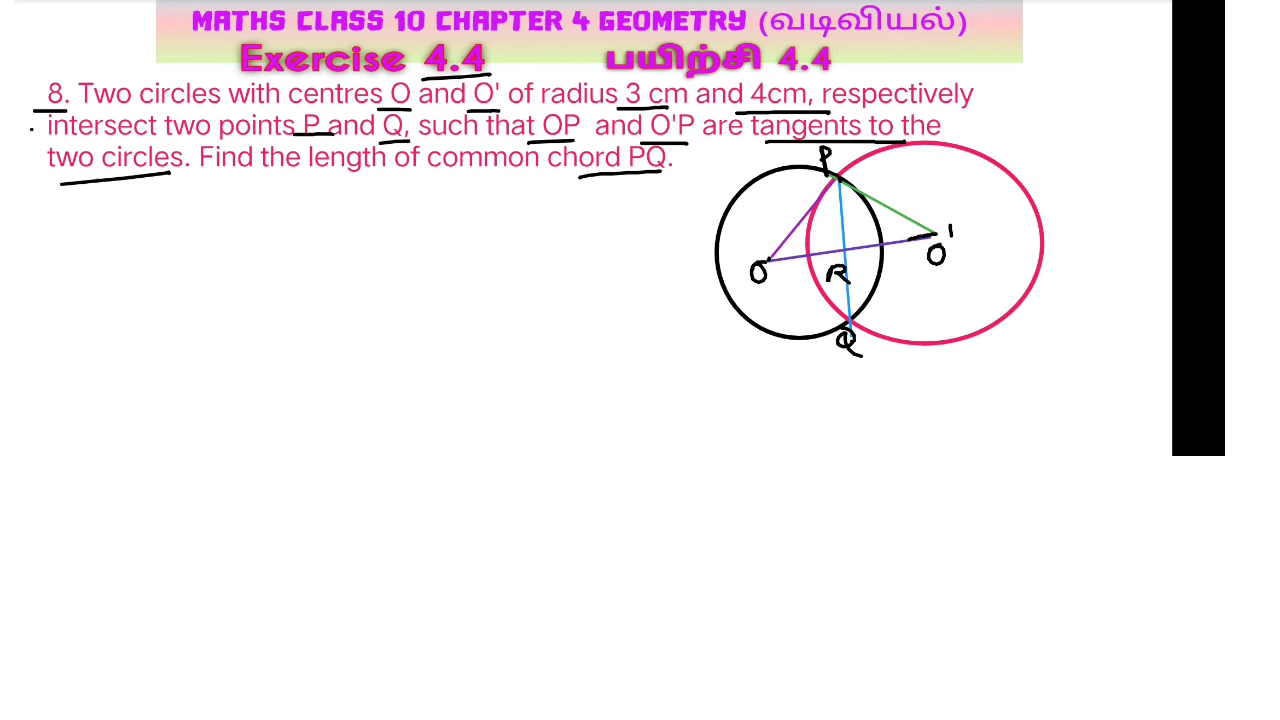 MATHS CLASS 10 CHAPTER 4 GEOMETRY (வடிவியல்)
Exercise 4.4 பயிற்சி 4.4
8. Two circles with centres O and O' of radius 3 cm and 4cm, respectively
intersect two points P and Q, such that OP and O'P are tangents to the
two circles. Find the length of common chord PQ.
P
O R O'
Q